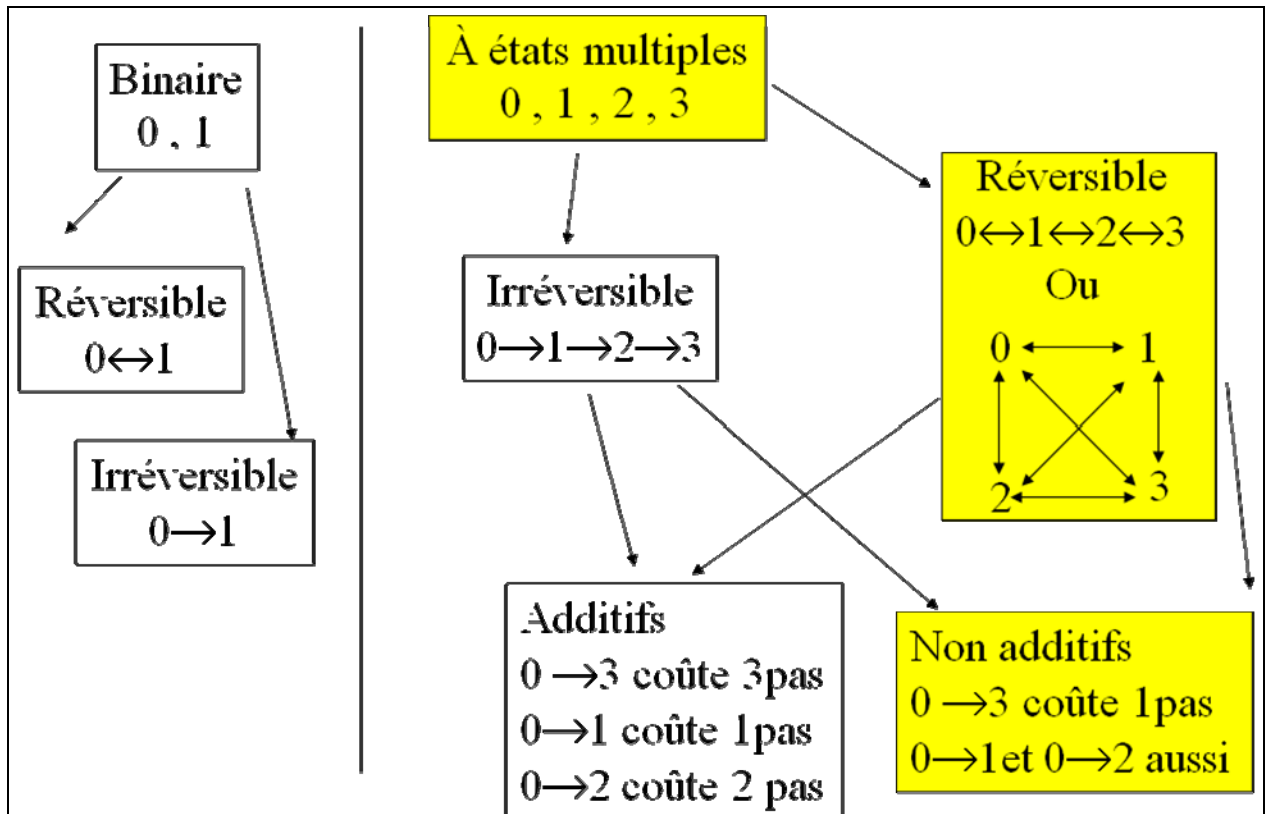 Binaire
0 , 1
Réversible
0↔1
Irréversible
0→1
À états multiples
0 , 1 , 2 , 3
Irréversible
0→1→2→3
Réversible
0↔1↔2↔3
Ou
0 1
2 3
Additifs
0 →3 coûte 3pas
0→1 coûte 1pas
0→2 coûte 2 pas
Non additifs
0 →3 coûte 1pas
0→1et 0→2 aussi